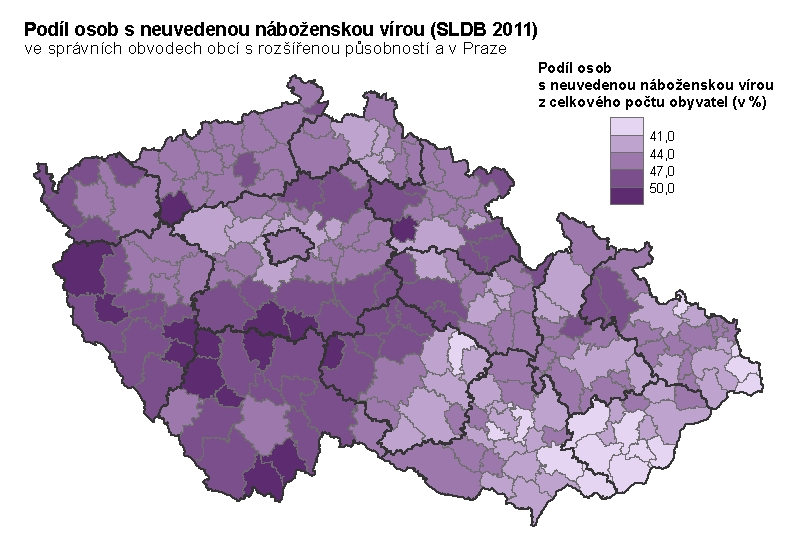 Podíl osob s neuvedenou náboženskou vírou (SLDB 2011)
ve správních obvodech obcí s rozšířenou působností a v Praze
Podíl osob
s neuvedenou náboženskou vírou
z celkového počtu obyvatel (v %)
41,0
44,0
47,0
50,0